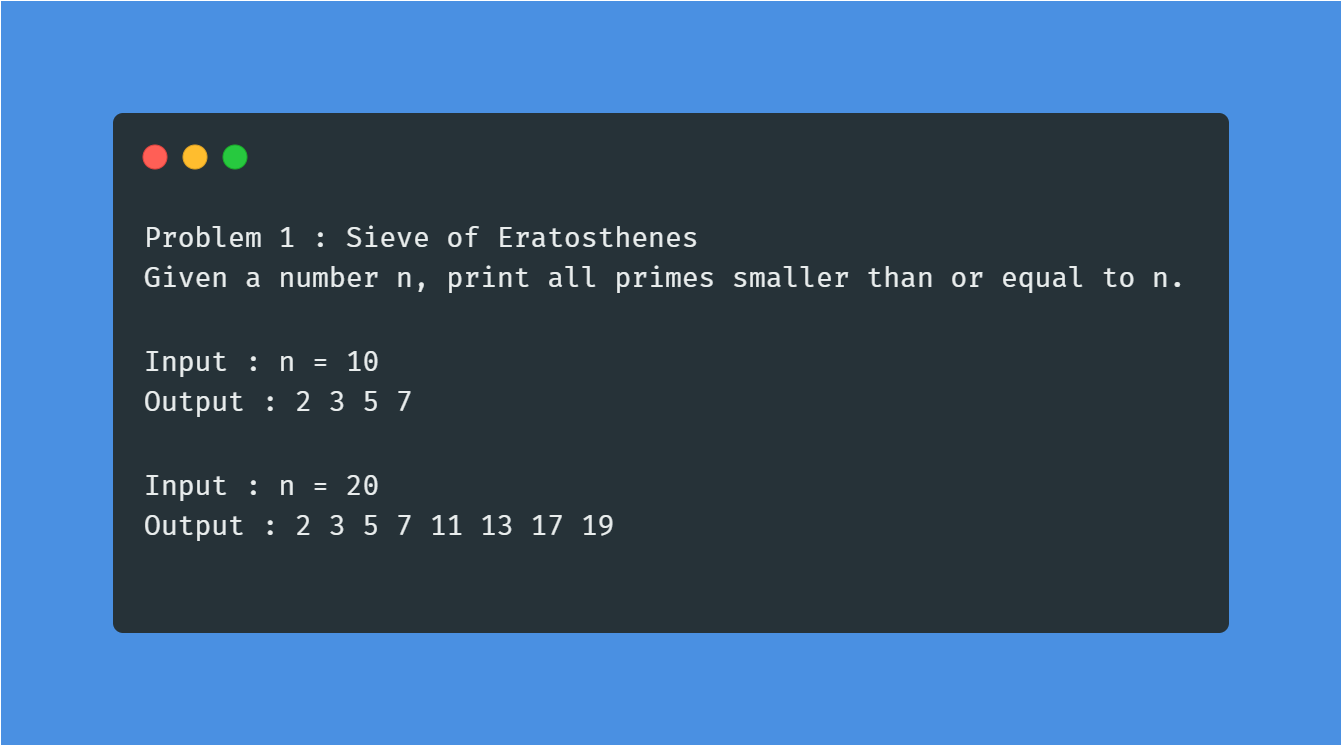 Problem 1 : Sieve of Eratosthenes
Given a number n, print all primes smaller than or equal to n.
Input : n = 10
Output : 2 3 5 7
Input : n = 20
Output : 2 3 5 7 11 13 17 19